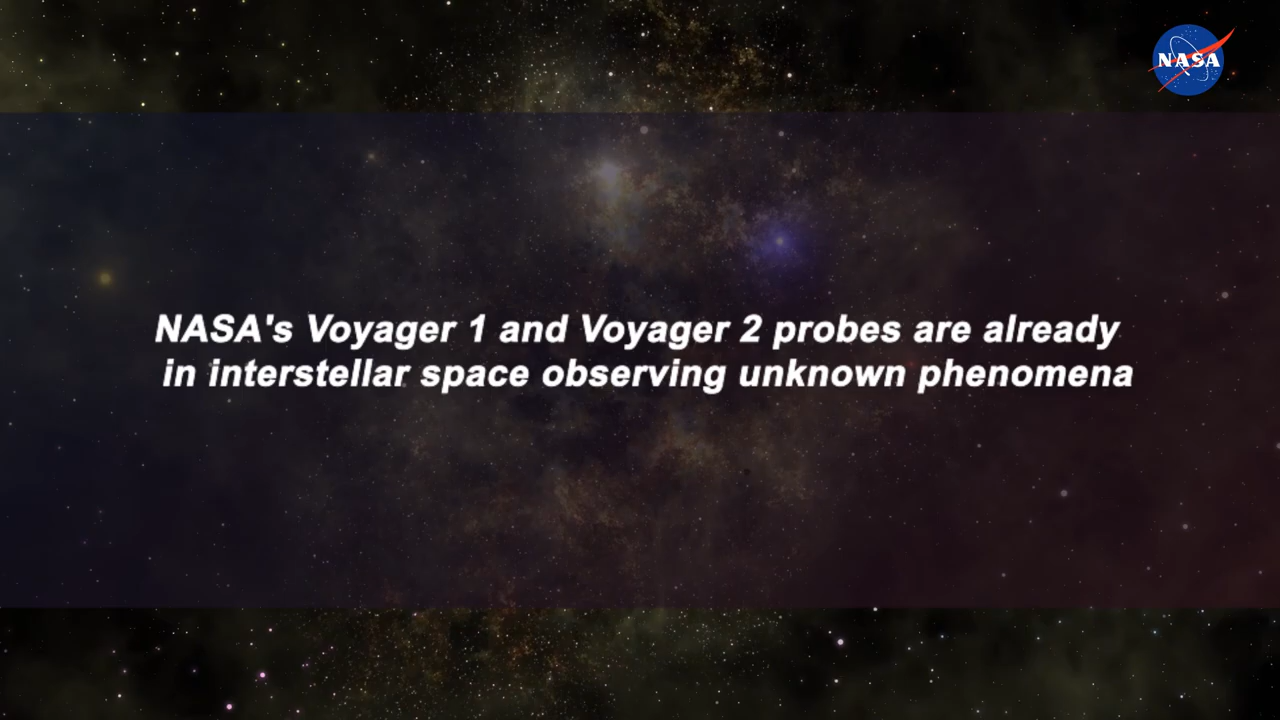 NASA
NASA's Voyager 1 and Voyager 2 probes are already
in interstellar space observing unknown phenomena